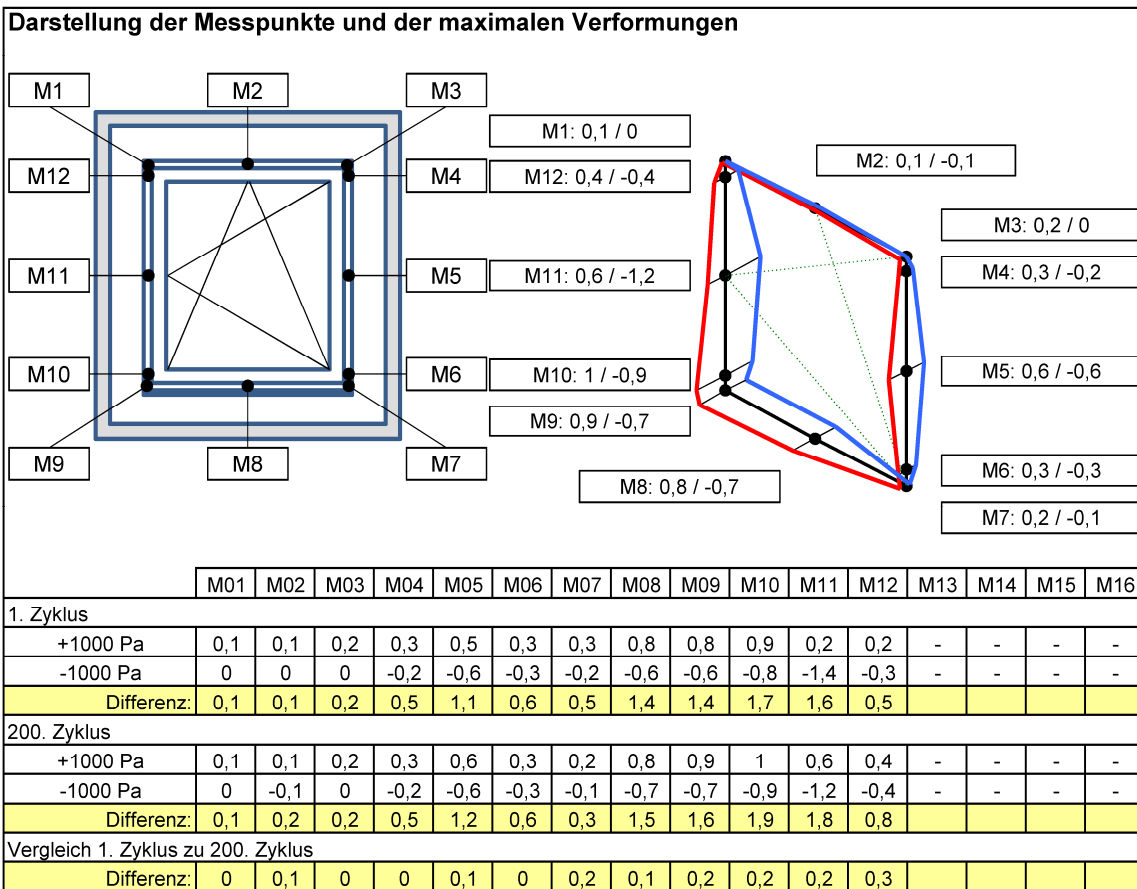 Darstellung der Messpunkte und der maximalen Verformungen
M1 M2 M3
M12 M4
M11 M5
M10 M6
M9 M8 M7
M1: 0,1 / 0
M2: 0,1 / -0,1
M12: 0,4 / -0,4
M3: 0,2 / 0
M4: 0,3 / -0,2
M11: 0,6 / -1,2
M10: 1 / -0,9
M5: 0,6 / -0,6
M9: 0,9 / -0,7
M8: 0,8 / -0,7
M6: 0,3 / -0,3
M7: 0,2 / -0,1
M01 M02 M03 M04 M05 M06 M07 M08 M09 M10 M11 M12 M13 M14 M15 M16
1. Zyklus
+1000 Pa 0,1 0,1 0,2 0,3 0,5 0,3 0,3 0,8 0,8 0,9 0,2 0,2 - - - -
-1000 Pa 0 0 0 -0,2 -0,6 -0,3 -0,2 -0,6 -0,6 -0,8 -1,4 -0,3 - - - -
Differenz: 0,1 0,1 0,2 0,5 1,1 0,6 0,5 1,4 1,4 1,7 1,6 0,5
200. Zyklus
+1000 Pa 0,1 0,1 0,2 0,3 0,6 0,3 0,2 0,8 0,9 1 0,6 0,4 - - - -
-1000 Pa 0 -0,1 0 -0,2 -0,6 -0,3 -0,1 -0,7 -0,7 -0,9 -1,2 -0,4 - - - -
Differenz: 0,1 0,2 0,2 0,5 1,2 0,6 0,3 1,5 1,6 1,9 1,8 0,8
Vergleich 1. Zyklus zu 200. Zyklus
Differenz: 0 0,1 0 0 0,1 0 0,2 0,1 0,2 0,2 0,2 0,3